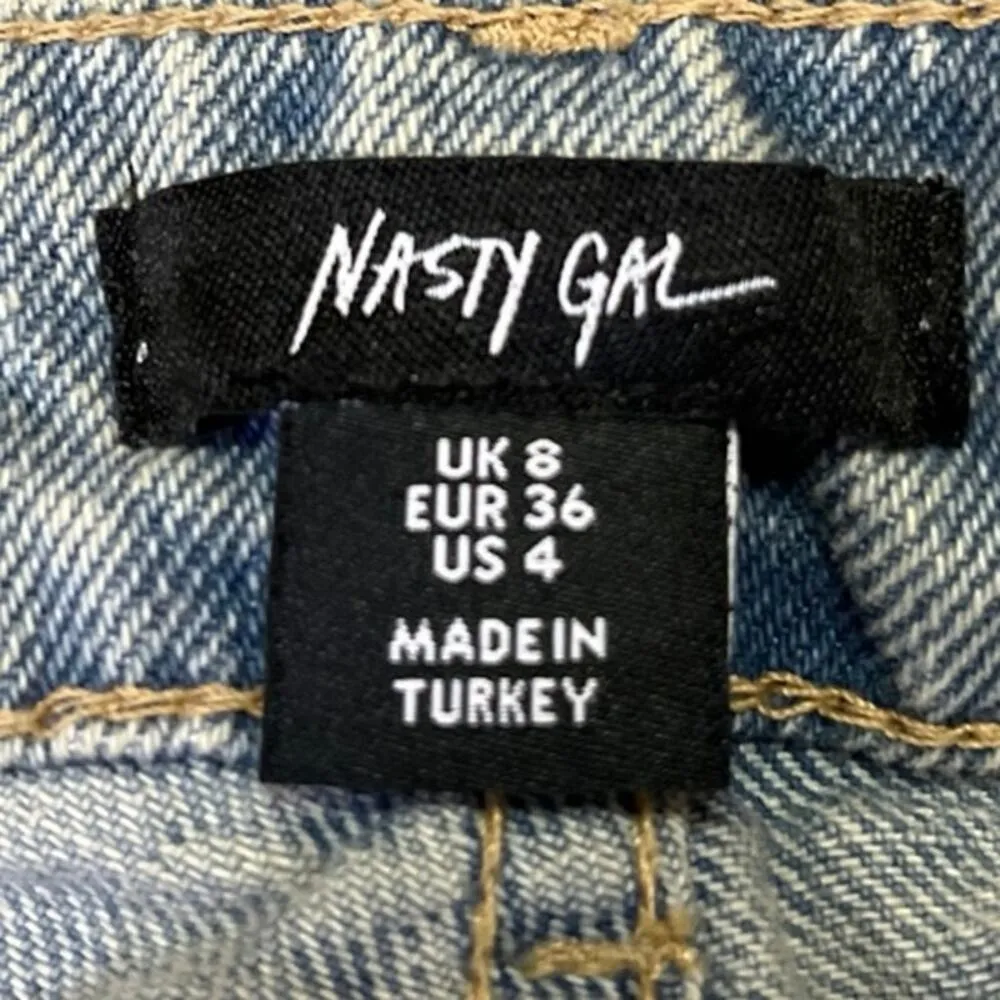 NASTY GAL
UK 8
EUR 36
US 4
MADE IN
TURKEY